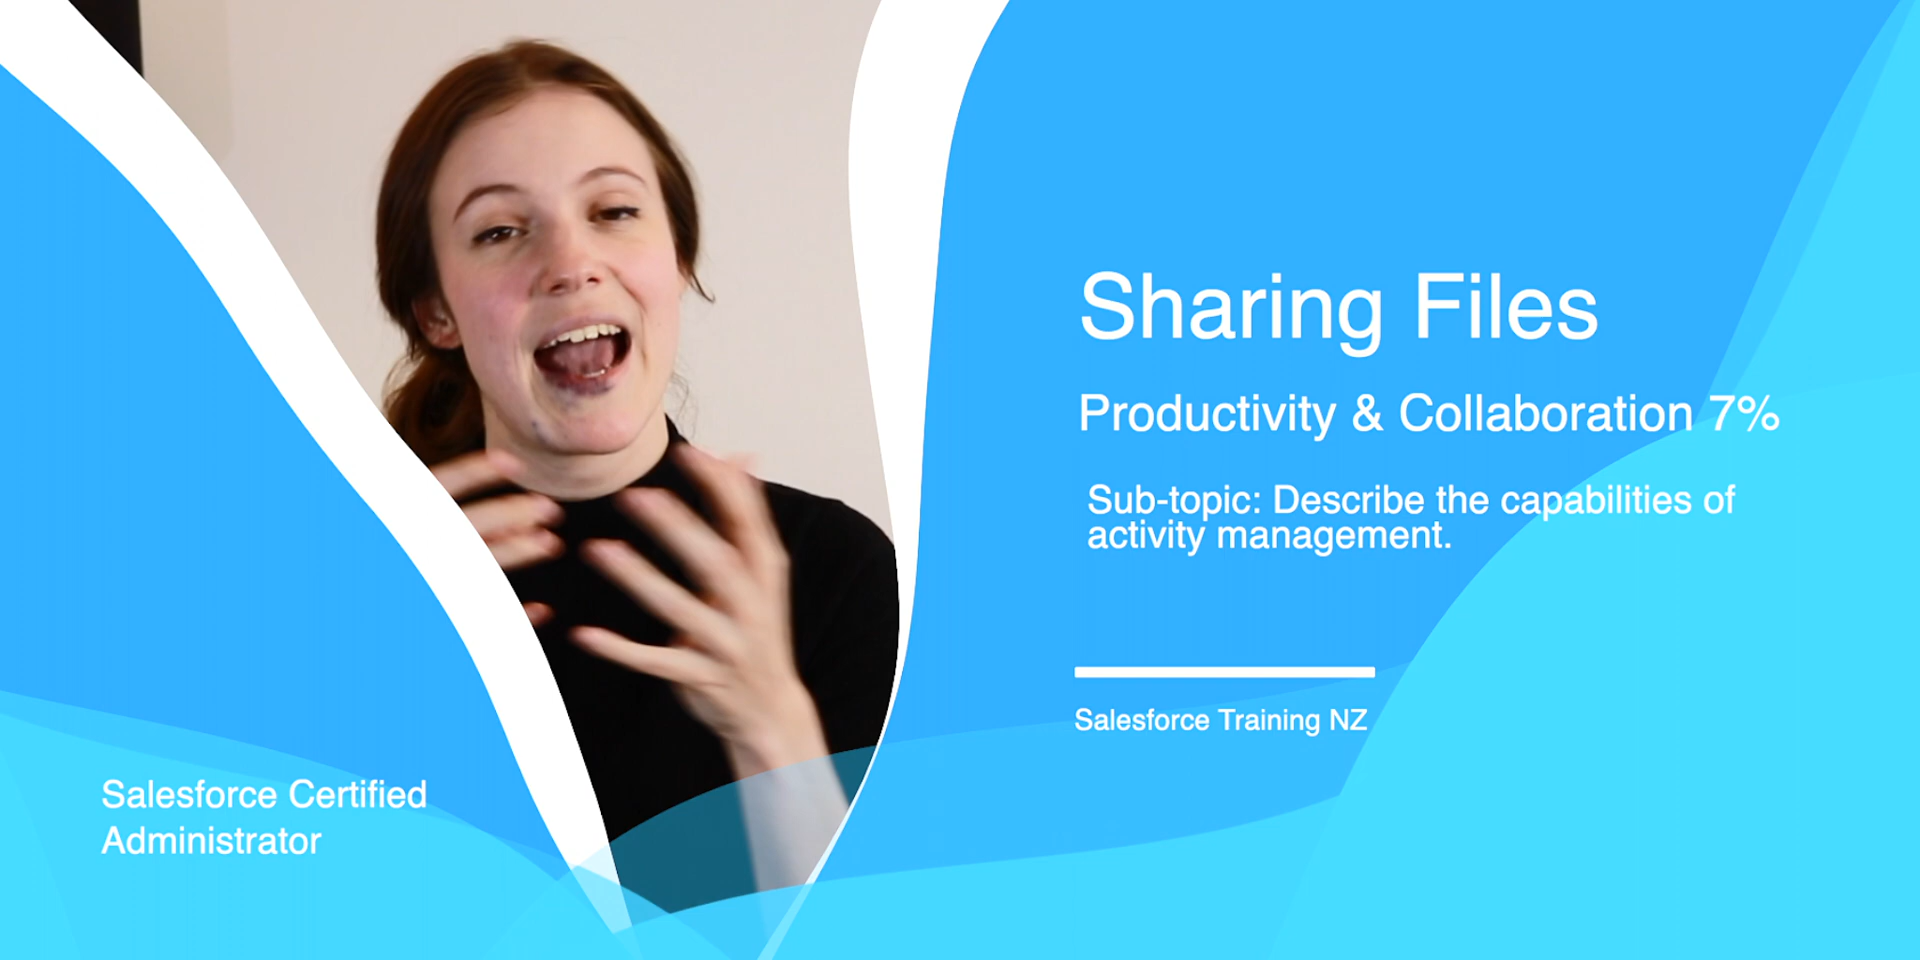 Sharing Files
Productivity & Collaboration 7%
Sub-topic: Describe the capabilities of
activity management.
Salesforce Training NZ
Salesforce Certified
Administrator